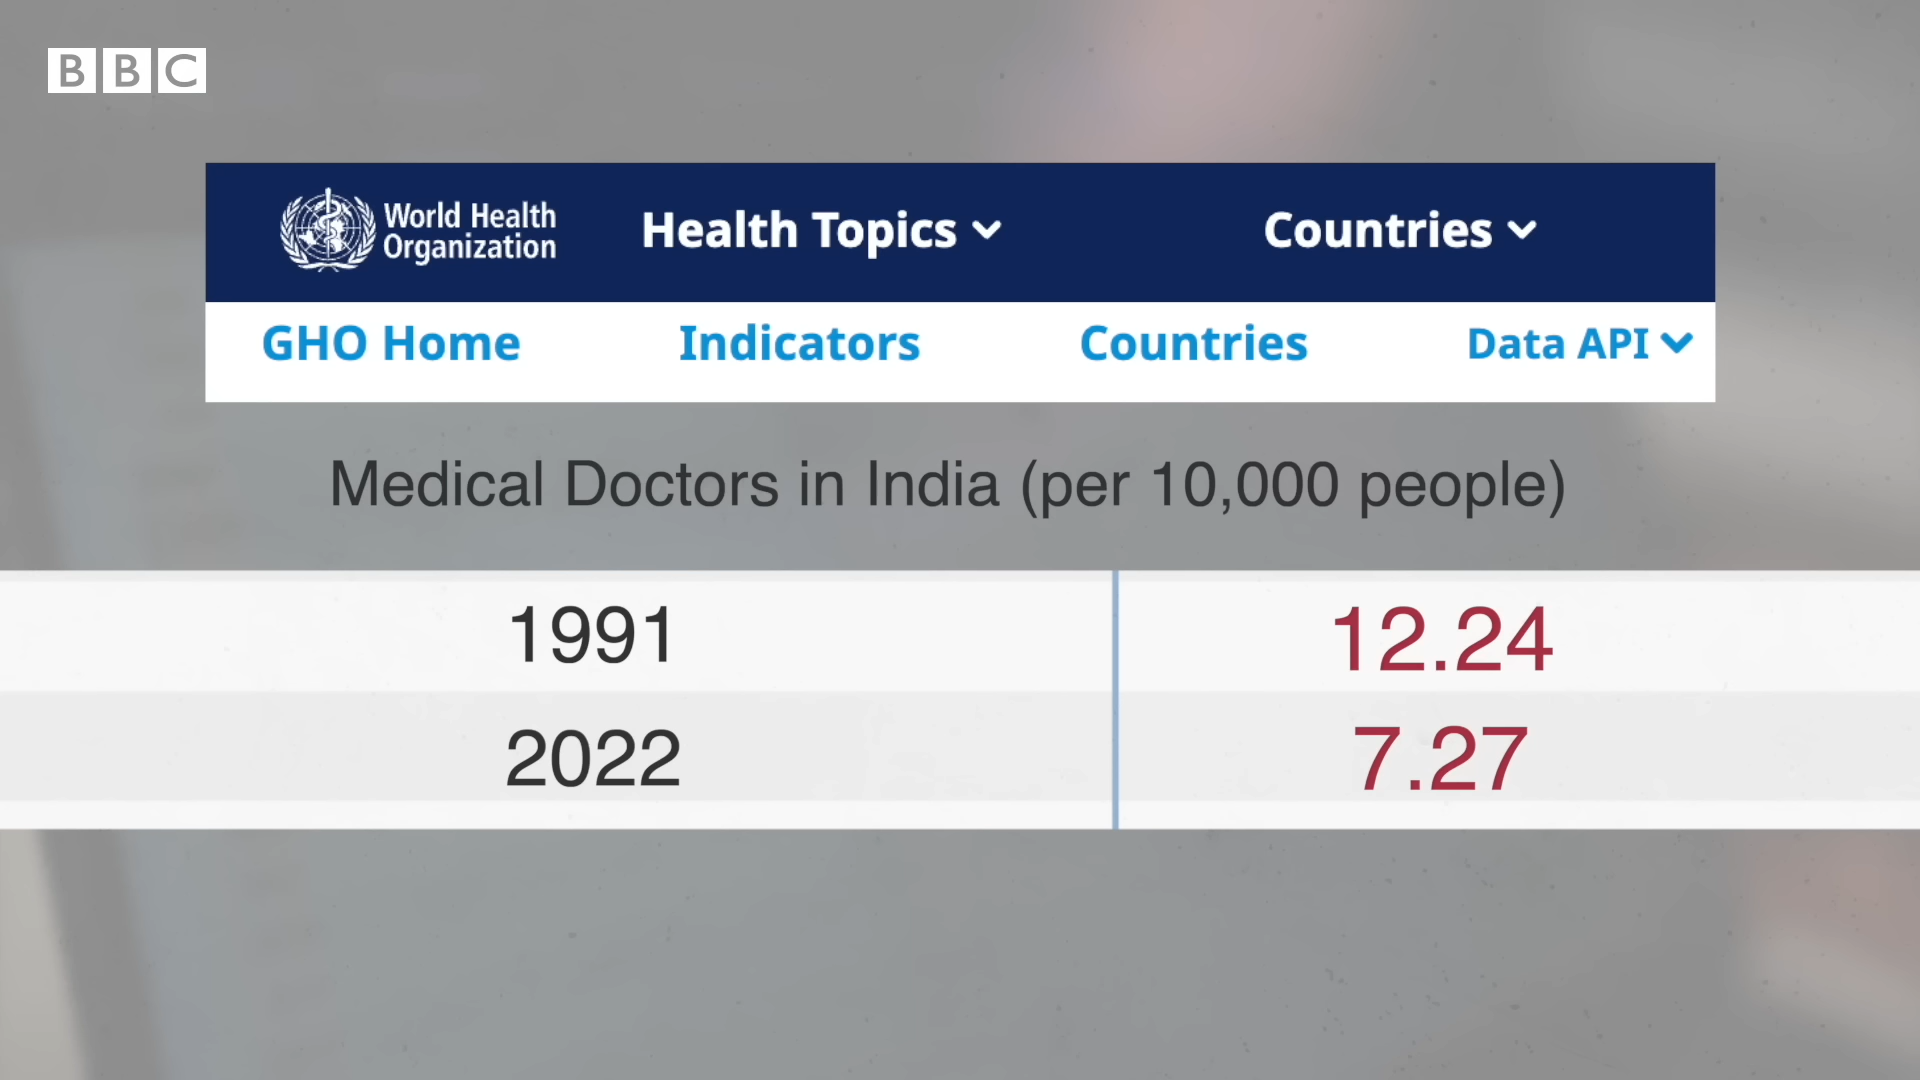 BBC
World Health
Organization
Health Topics
Countries
GHO Home
Indicators
Countries
Data API
Medical Doctors in India (per 10,000 people)
1991
12.24
2022
7.27